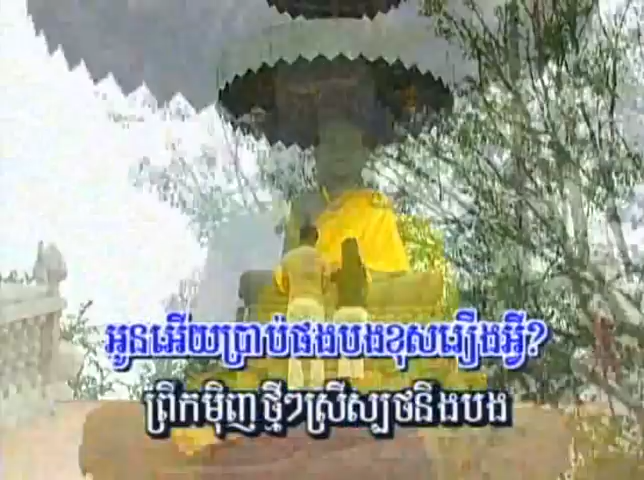 អូនអើយប្រាប់ផងបងខុសរឿងអ្វី?
ព្រឹកម៉ិញថ្មីៗស្រីស្បថនិងបង